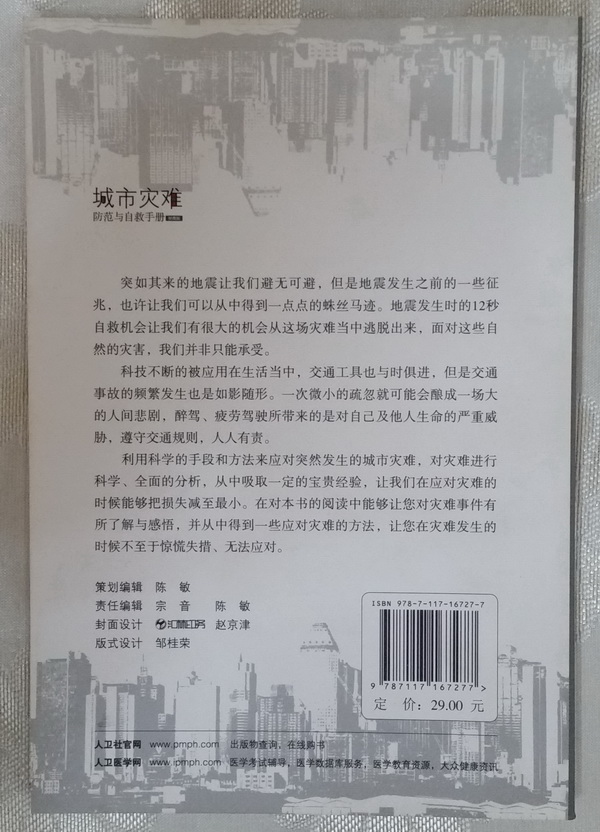 城市灾难
防范与自救手册
突如其来的地震让我们避无可避，但是地震发生之前的一些征
兆，也许让我们可以从中得到一点点的蛛丝马迹。地震发生时的12秒
自救机会让我们有很大的机会从这场灾难当中逃脱出来，面对这些自
然的灾害，我们并非只能承受。
科技不断的被应用在生活当中，交通工具也与时俱进，但是交通
事故的频繁发生也是如影随形。一次微小的疏忽就可能会酿成一场大
的人间悲剧，醉驾、疲劳驾驶所带来的是对自己及他人生命的严重威
胁，遵守交通规则，人人有责。
利用科学的手段和方法来应对突然发生的城市灾难，对灾难进行
科学、全面的分析，从中吸取一定的宝贵经验，让我们在应对灾难的
时候能够把损失减至最小。在对本书的阅读中能够让您对灾难事件有
所了解与感悟，并从中得到一些应对灾难的方法，让您在灾难发生的
时候不至于惊慌失措、无法应对。
策划编辑 陈 敏
责任编辑 宗 音 陈 敏
封面设计 赵京津
版式设计 邹桂荣
ISBN 978-7-117-16727-7
9 787117 167277 >
定 价：29.00 元
人卫社官网 www.pmph.com 出版物查询，在线购书
人卫医学网 www.ipmph.com 医学考试辅导，医学数据库服务，医学教育资源，大众健康资讯